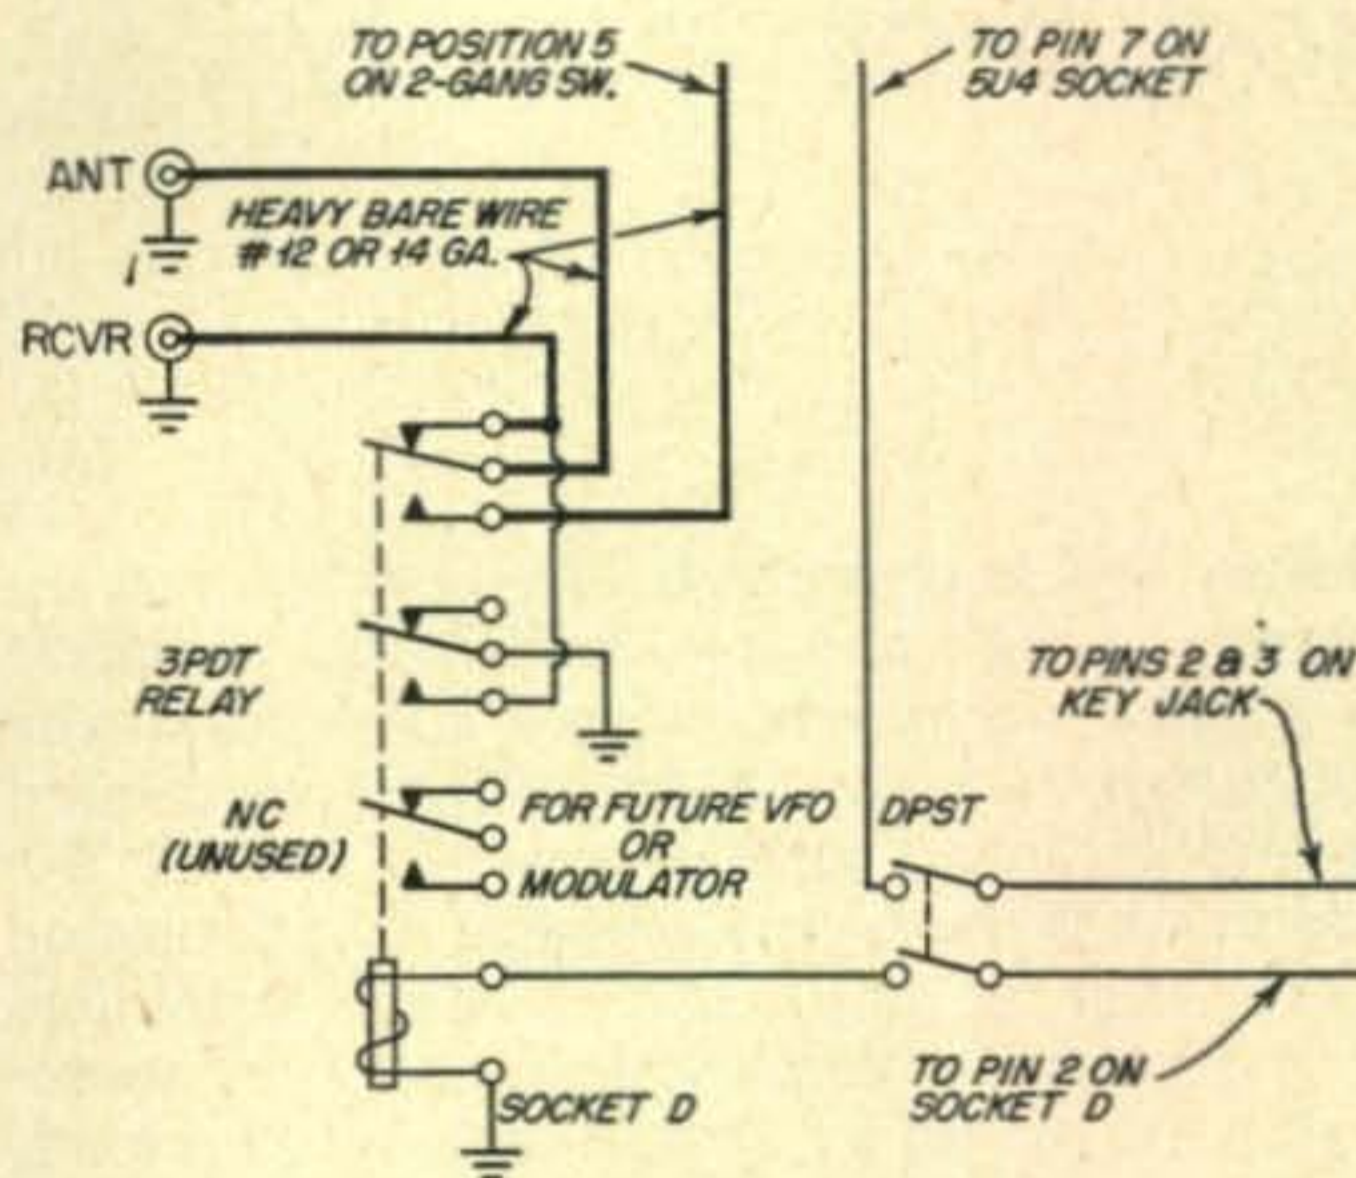 TO POSITION 5
ON 2-GANG SW.
TO PIN 7 ON
5U4 SOCKET
ANT
HEAVY BARE WIRE
#12 OR 14 GA.
RCVR
3PDT
RELAY
TO PINS 2 & 3 ON
KEY JACK
NC
(UNUSED)
FOR FUTURE VFO
OR
MODULATOR
DPST
SOCKET D
TO PIN 2 ON
SOCKET D